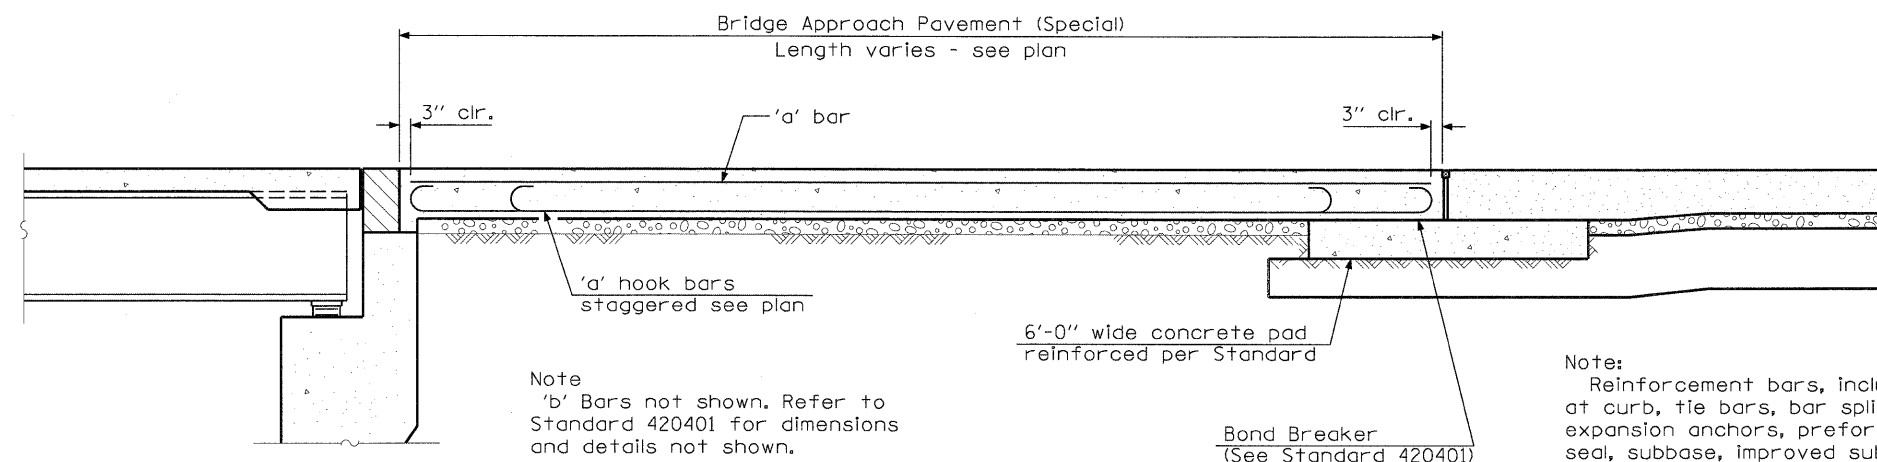 Bridge Approach Pavement (Special)
Length varies - see plan
3" clr.
'a' bar
3" clr.
'a' hook bars
staggered see plan
6'-0" wide concrete pad
reinforced per Standard
Note
'b' Bars not shown. Refer to
Standard 420401 for dimensions
and details not shown.
Bond Breaker
(See Standard 420401)
Note:
Reinforcement bars, inclu
at curb, tie bars, bar spli
expansion anchors, prefor
seal, subbase, improved su